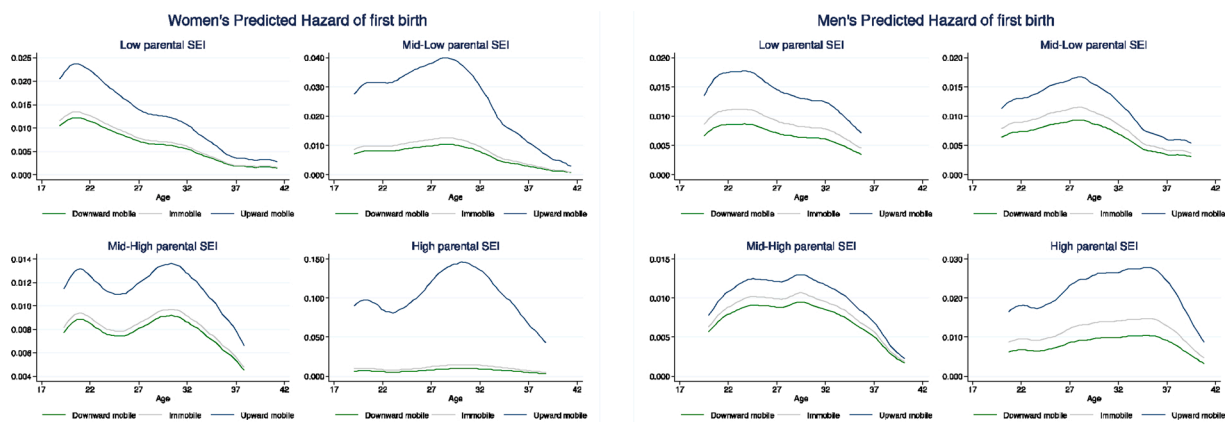 Women's Predicted Hazard of first birth
Low parental SEI
0.025
0.020
0.015
0.010
0.005
0.000
17 22 27 32 37 42
Age
Downward mobile Immobile Upward mobile
Mid-Low parental SEI
0.040
0.030
0.020
0.010
0.000
17 22 27 32 37 42
Age
Downward mobile Immobile Upward mobile
Mid-High parental SEI
0.014
0.012
0.010
0.008
0.006
0.004
17 22 27 32 37 42
Age
Downward mobile Immobile Upward mobile
High parental SEI
0.150
0.100
0.050
0.000
17 22 27 32 37 42
Age
Downward mobile Immobile Upward mobile
Men's Predicted Hazard of first birth
Low parental SEI
0.020
0.015
0.010
0.005
0.000
17 22 27 32 37 42
Age
Downward mobile Immobile Upward mobile
Mid-Low parental SEI
0.020
0.015
0.010
0.005
0.000
17 22 27 32 37 42
Age
Downward mobile Immobile Upward mobile
Mid-High parental SEI
0.015
0.010
0.005
0.000
17 22 27 32 37 42
Age
Downward mobile Immobile Upward mobile
High parental SEI
0.030
0.020
0.010
0.000
17 22 27 32 37 42
Age
Downward mobile Immobile Upward mobile